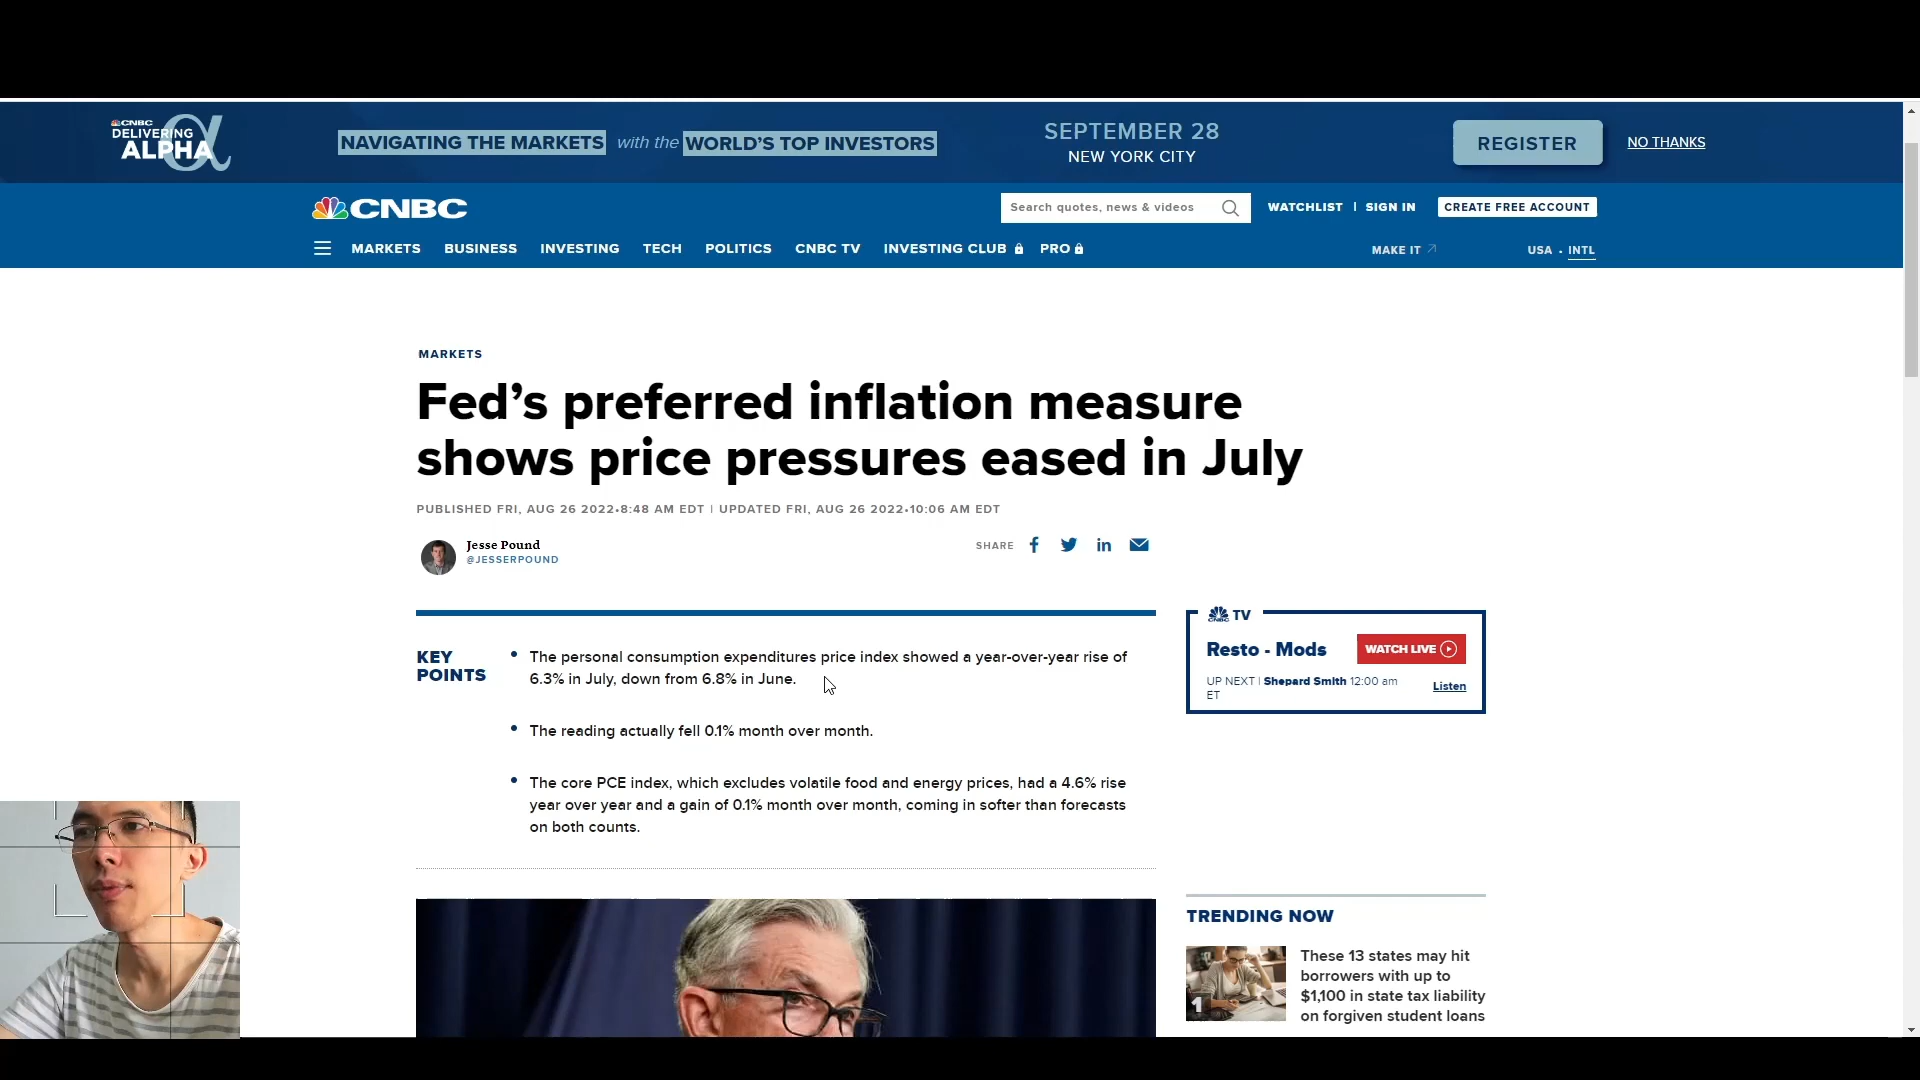 CNBC
DELIVERING
ALPHA
NAVIGATING THE MARKETS with the WORLD'S TOP INVESTORS
SEPTEMBER 28
NEW YORK CITY
REGISTER
NO THANKS
CNBC
Search quotes, news & videos
WATCHLIST | SIGN IN
CREATE FREE ACCOUNT
MARKETS BUSINESS INVESTING TECH POLITICS CNBC TV INVESTING CLUB PRO
MAKE IT
USA • INTL
MARKETS
Fed's preferred inflation measure
shows price pressures eased in July
PUBLISHED FRI, AUG 26 2022•8:48 AM EDT | UPDATED FRI, AUG 26 2022•10:06 AM EDT
Jesse Pound
@JESSERPOUND
SHARE
KEY
POINTS
• The personal consumption expenditures price index showed a year-over-year rise of
6.3% in July, down from 6.8% in June.
• The reading actually fell 0.1% month over month.
• The core PCE index, which excludes volatile food and energy prices, had a 4.6% rise
year over year and a gain of 0.1% month over month, coming in softer than forecasts
on both counts.
CNBC TV
Resto - Mods
WATCH LIVE
UP NEXT | Shepard Smith 12:00 am
ET
Listen
TRENDING NOW
1
These 13 states may hit
borrowers with up to
$1,100 in state tax liability
on forgiven student loans